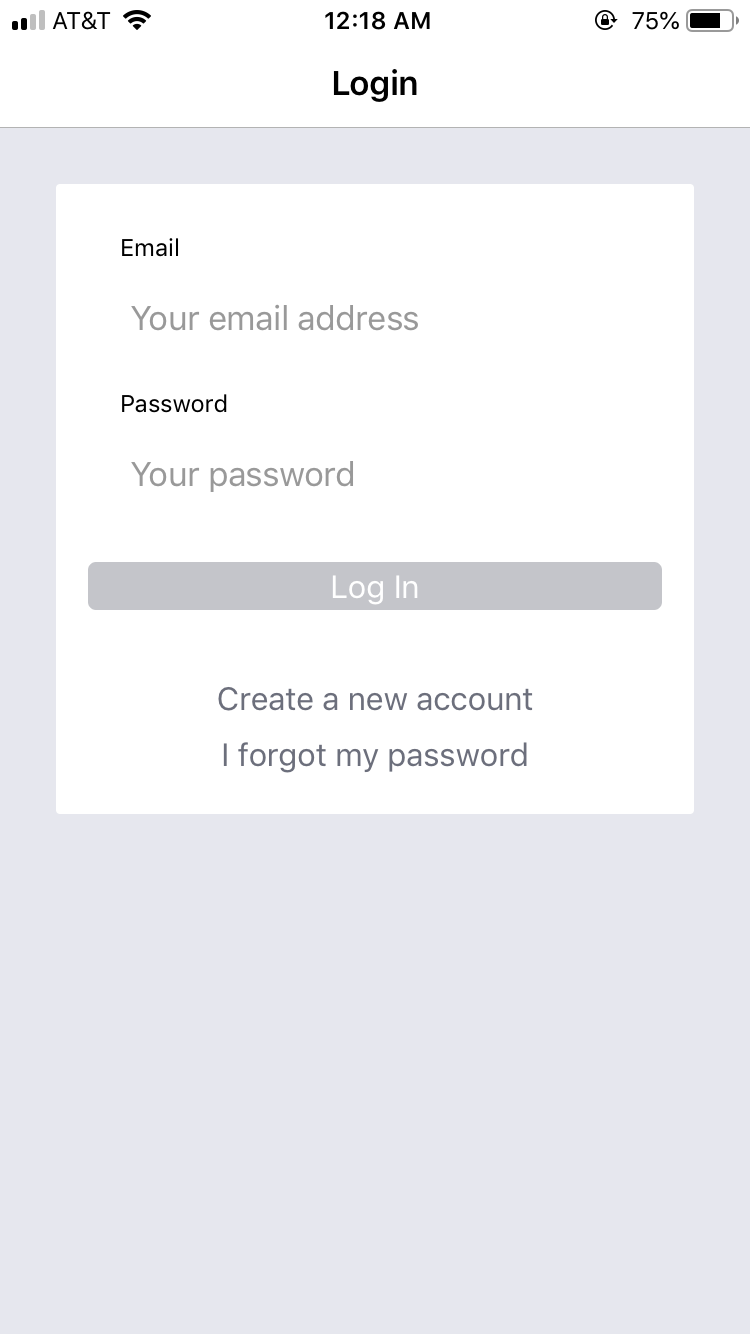 AT&T 12:18 AM 75%
Login
Email
Your email address
Password
Your password
Log In
Create a new account
I forgot my password